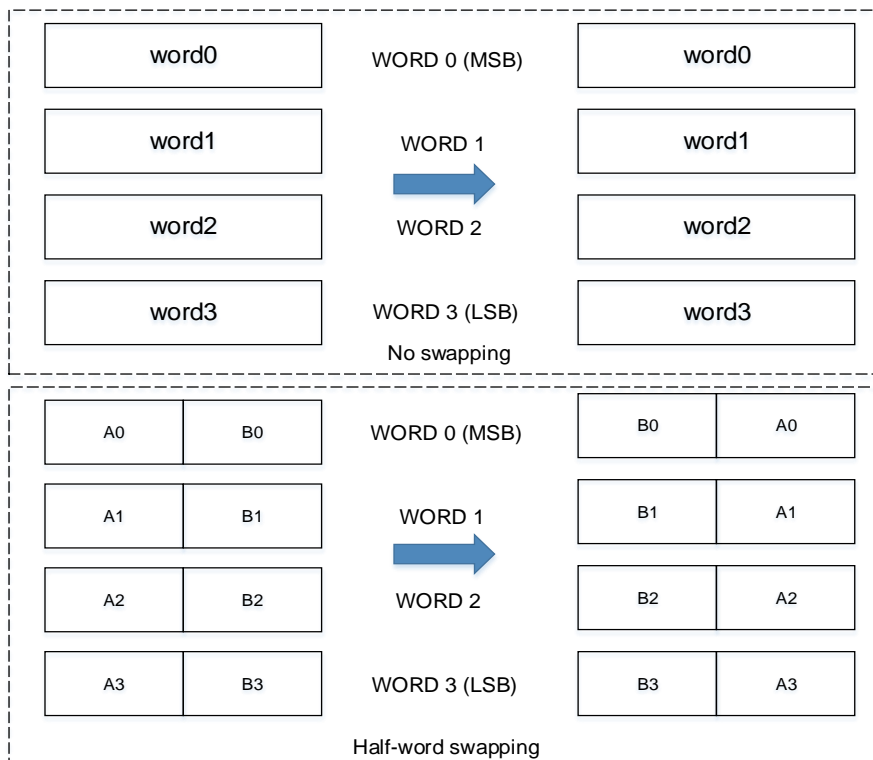 word0 WORD 0 (MSB) word0
word1 WORD 1 word1
word2 WORD 2 word2
word3 WORD 3 (LSB) word3
No swapping
A0 B0 WORD 0 (MSB) B0 A0
A1 B1 WORD 1 B1 A1
A2 B2 WORD 2 B2 A2
A3 B3 WORD 3 (LSB) B3 A3
Half-word swapping